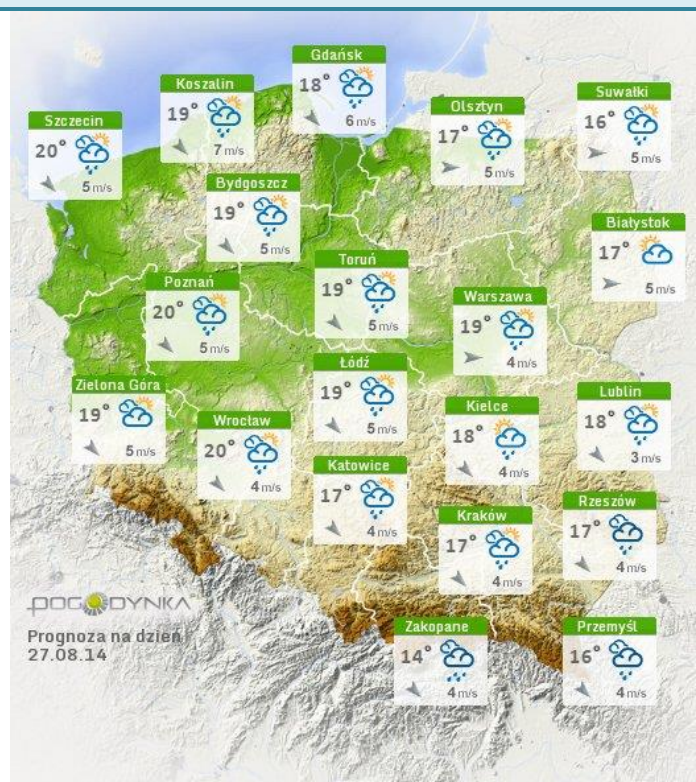 Gdańsk
18°
6 m/s
Koszalin
19°
7 m/s
Suwałki
16°
5 m/s
Olsztyn
17°
5 m/s
Szczecin
20°
5 m/s
Bydgoszcz
19°
5 m/s
Białystok
17°
5 m/s
Toruń
19°
5 m/s
Poznań
20°
5 m/s
Warszawa
19°
4 m/s
Łódź
19°
5 m/s
Zielona Góra
19°
5 m/s
Lublin
18°
3 m/s
Kielce
18°
4 m/s
Wrocław
20°
4 m/s
Katowice
17°
4 m/s
Rzeszów
17°
4 m/s
Kraków
17°
4 m/s
POGODYNKA
Prognoza na dzień
27.08.14
Zakopane
14°
4 m/s
Przemyśl
16°
4 m/s